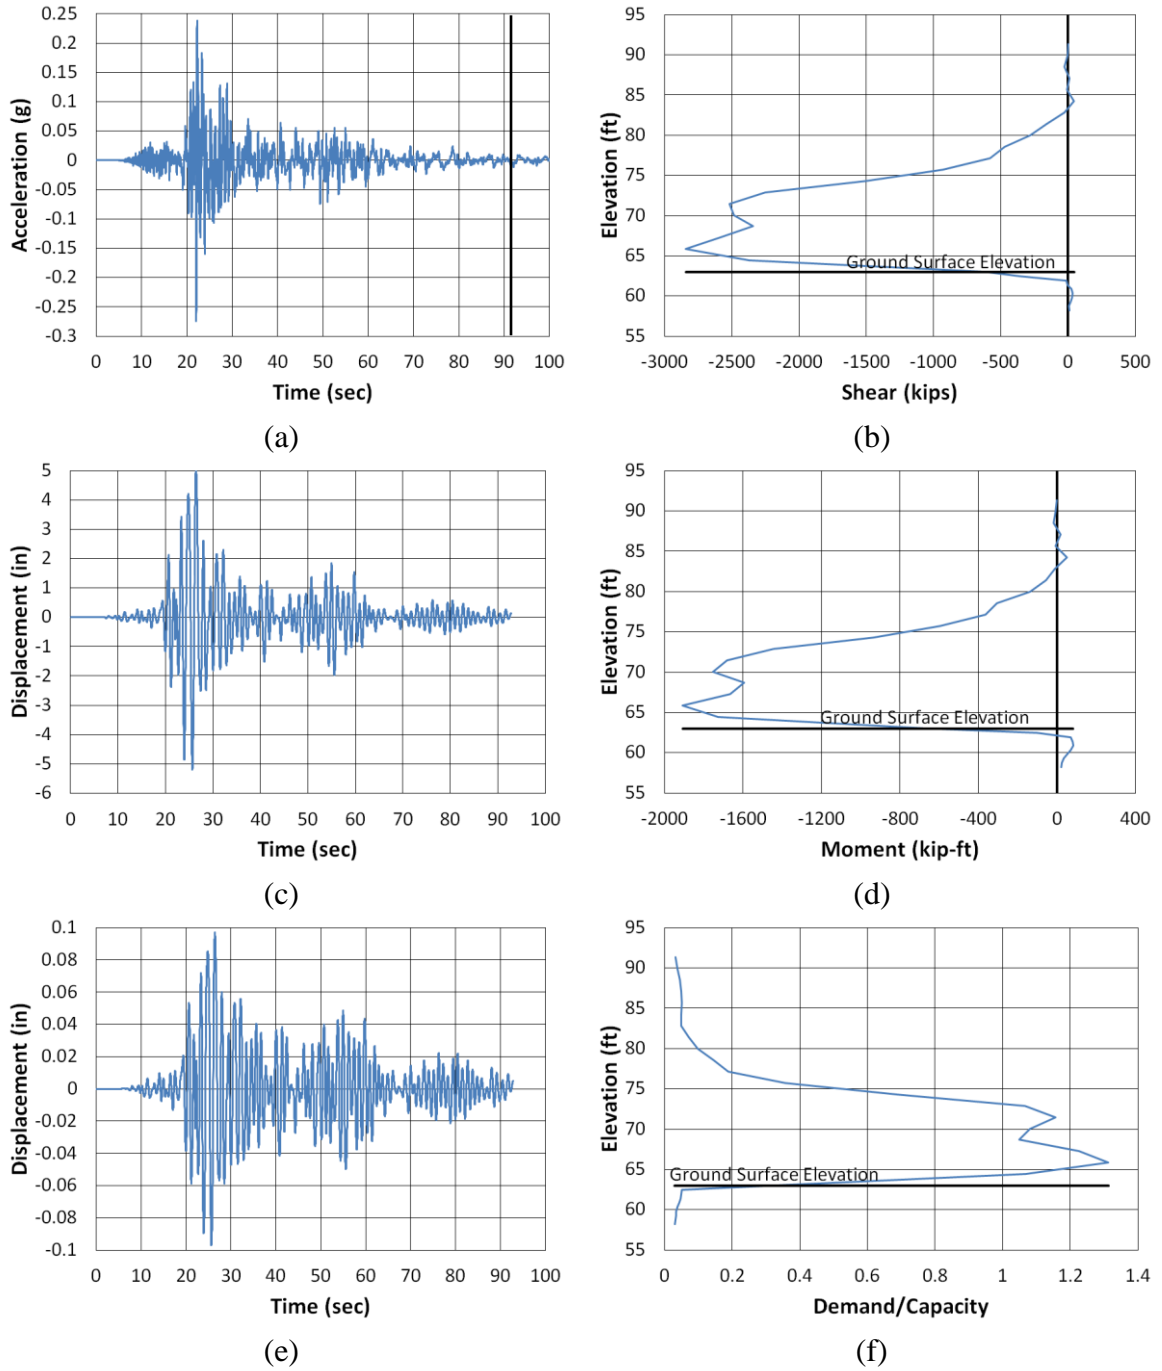 0.25
0.2
0.15
0.1
0.05
0
-0.05
-0.1
-0.15
-0.2
-0.25
-0.3
Acceleration (g)
0 10 20 30 40 50 60 70 80 90 100
Time (sec)
(a)
95
90
85
80
75
70
65
60
55
Elevation (ft)
Ground Surface Elevation
-3000 -2500 -2000 -1500 -1000 -500 0 500
Shear (kips)
(b)
5
4
3
2
1
0
-1
-2
-3
-4
-5
-6
Displacement (in)
0 10 20 30 40 50 60 70 80 90 100
Time (sec)
(c)
95
90
85
80
75
70
65
60
55
Elevation (ft)
Ground Surface Elevation
-2000 -1600 -1200 -800 -400 0 400
Moment (kip-ft)
(d)
0.1
0.08
0.06
0.04
0.02
0
-0.02
-0.04
-0.06
-0.08
-0.1
Displacement (in)
0 10 20 30 40 50 60 70 80 90 100
Time (sec)
(e)
95
90
85
80
75
70
65
60
55
Elevation (ft)
Ground Surface Elevation
0 0.2 0.4 0.6 0.8 1 1.2 1.4
Demand/Capacity
(f)